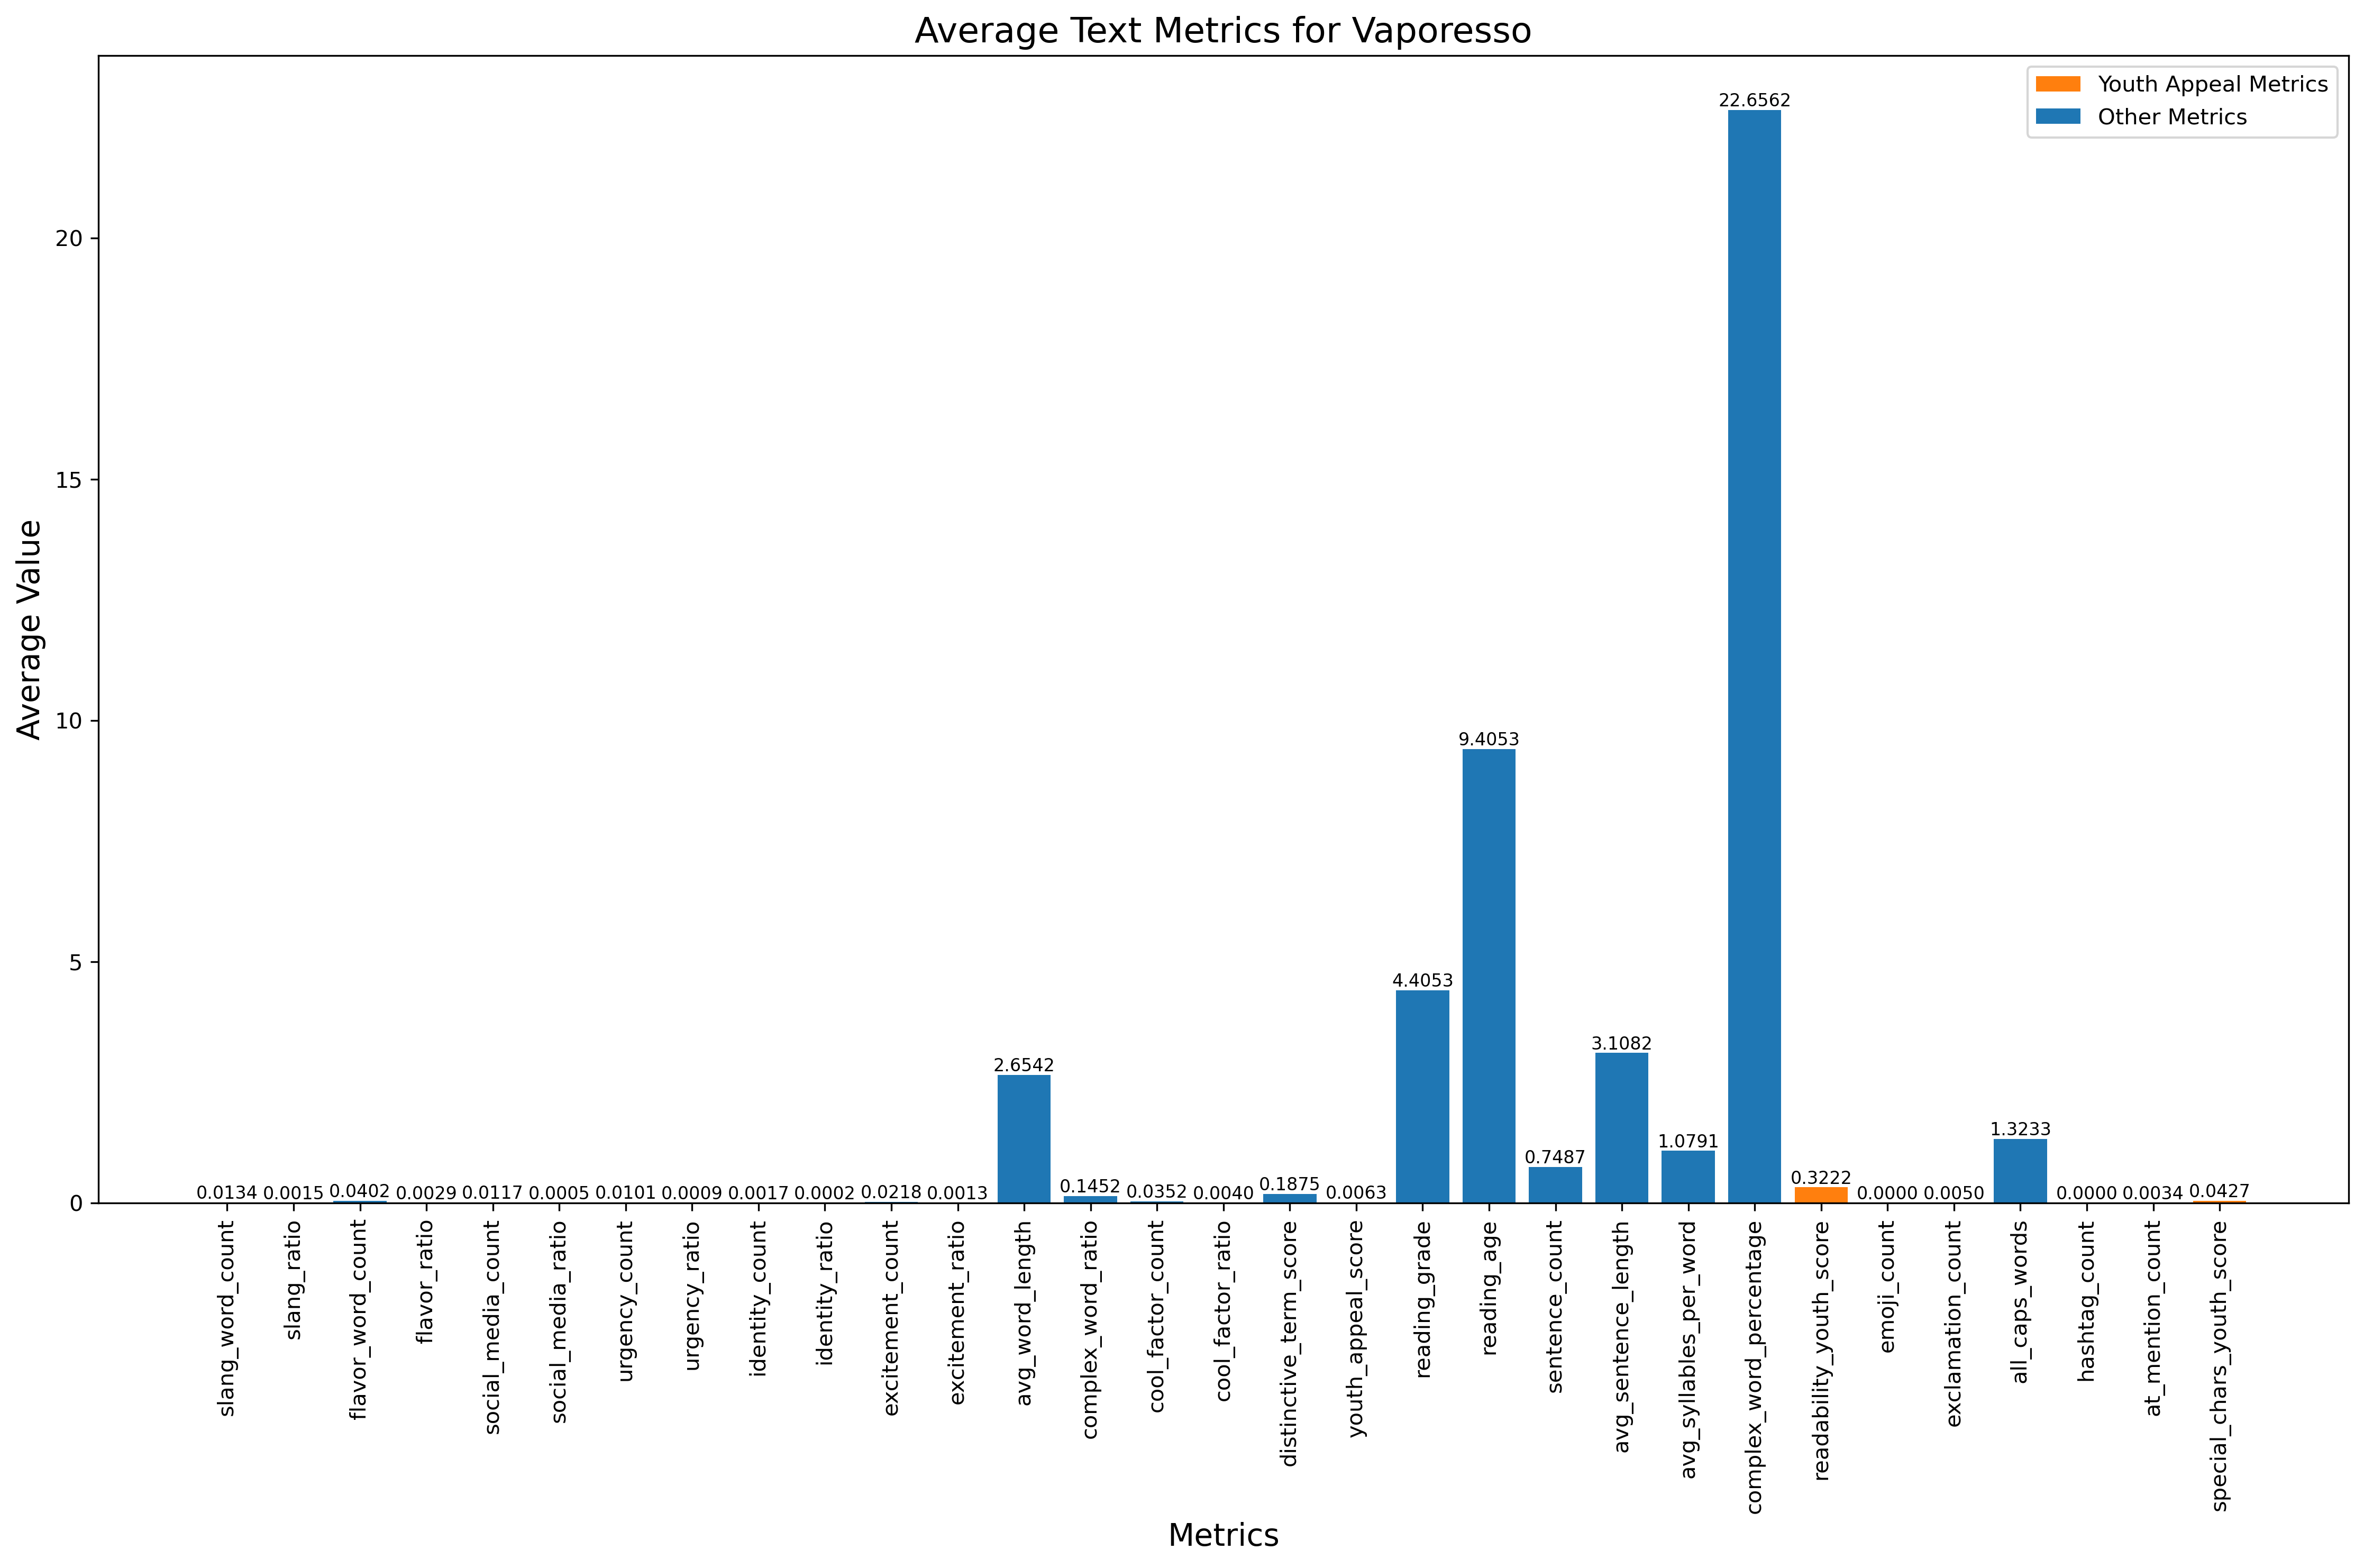 Average Text Metrics for Vaporesso
Youth Appeal Metrics
Other Metrics
Average Value
20
15
10
5
0
0.0134
0.0015
0.0402
0.0029
0.0117
0.0005
0.0101
0.0009
0.0017
0.0002
0.0218
0.0013
2.6542
0.1452
0.0352
0.0040
0.1875
0.0063
4.4053
9.4053
0.7487
3.1082
1.0791
22.6562
0.3222
0.0000
0.0050
1.3233
0.0000
0.0034
0.0427
slang_word_count
slang_ratio
flavor_word_count
flavor_ratio
social_media_count
social_media_ratio
urgency_count
urgency_ratio
identity_count
identity_ratio
excitement_count
excitement_ratio
avg_word_length
complex_word_ratio
cool_factor_count
cool_factor_ratio
distinctive_term_score
youth_appeal_score
reading_grade
reading_age
sentence_count
avg_sentence_length
avg_syllables_per_word
complex_word_percentage
readability_youth_score
emoji_count
exclamation_count
all_caps_words
hashtag_count
at_mention_count
special_chars_youth_score
Metrics